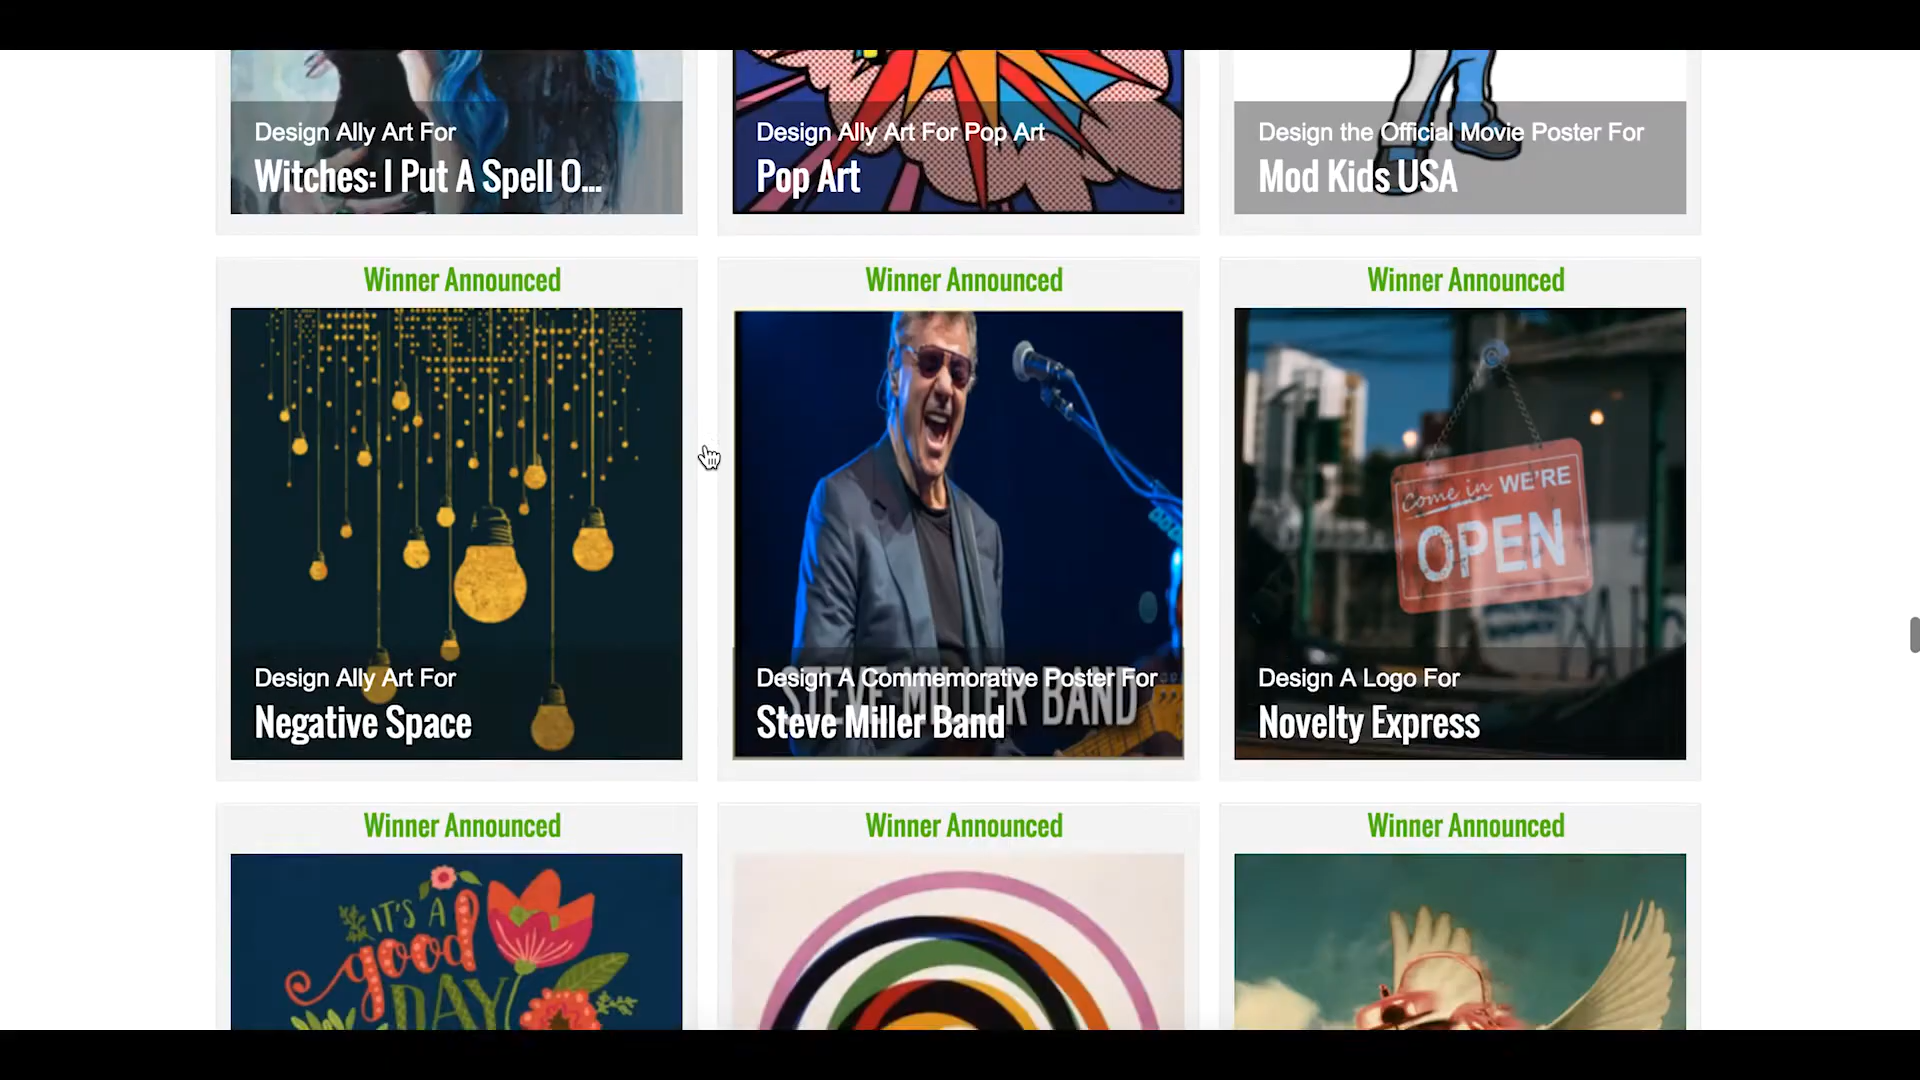 Design Ally Art For
Witches: I Put A Spell O...
Design Ally Art For Pop Art
Pop Art
Design the Official Movie Poster For
Mod Kids USA
Winner Announced
Winner Announced
Winner Announced
Come in WE'RE
OPEN
STEVE MILLER BAND
Design Ally Art For
Negative Space
Design A Commemorative Poster For
Steve Miller Band
Design A Logo For
Novelty Express
Winner Announced
Winner Announced
Winner Announced
IT'S A
good
DAY